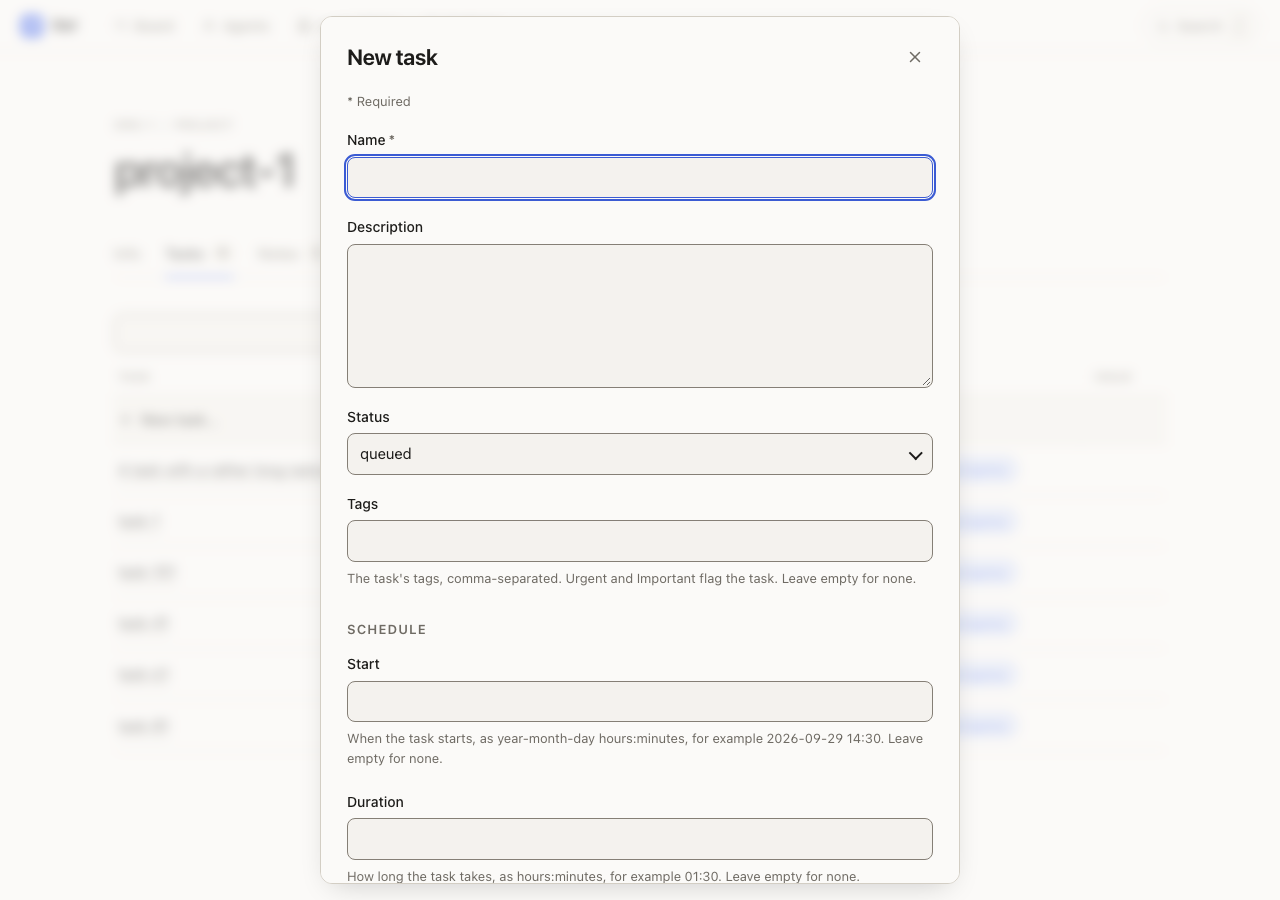 New task
* Required
Name *
Description
Status
queued
Tags
The task's tags, comma-separated. Urgent and Important flag the task. Leave empty for none.
SCHEDULE
Start
When the task starts, as year-month-day hours:minutes, for example 2026-09-29 14:30. Leave
empty for none.
Duration
How long the task takes, as hours:minutes, for example 01:30. Leave empty for none.
project-1
Tasks
New task...